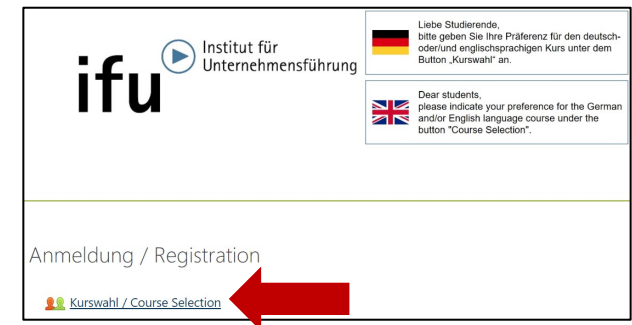 ifu
Institut für
Unternehmensführung
Liebe Studierende,
bitte geben Sie Ihre Präferenz für den deutsch-
oder/und englischsprachigen Kurs unter dem
Button „Kurswahl“ an.
Dear students,
please indicate your preference for the German
and/or English language course under the
button "Course Selection".
Anmeldung / Registration
Kurswahl / Course Selection